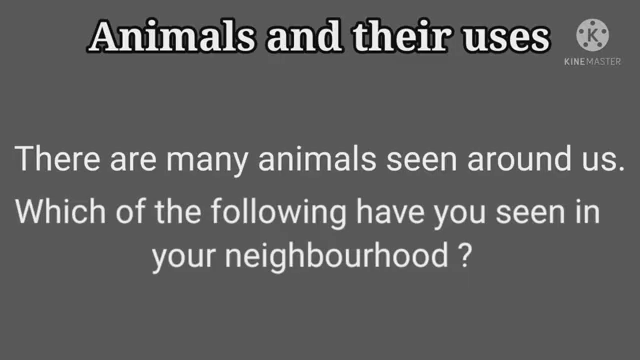 Animals and their uses
K
KINEMASTER
There are many animals seen around us.
Which of the following have you seen in
your neighbourhood ?